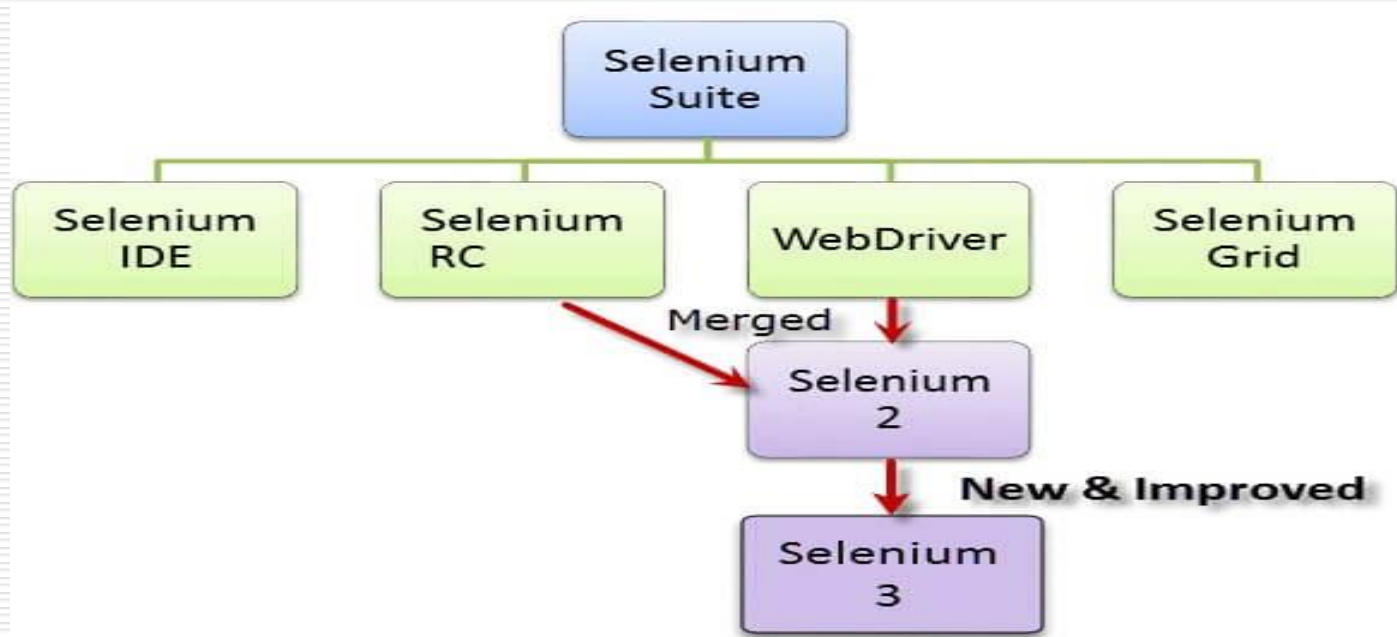 Selenium
Suite
Selenium
IDE
Selenium
RC
WebDriver
Selenium
Grid
Merged
Selenium
2
New & Improved
Selenium
3